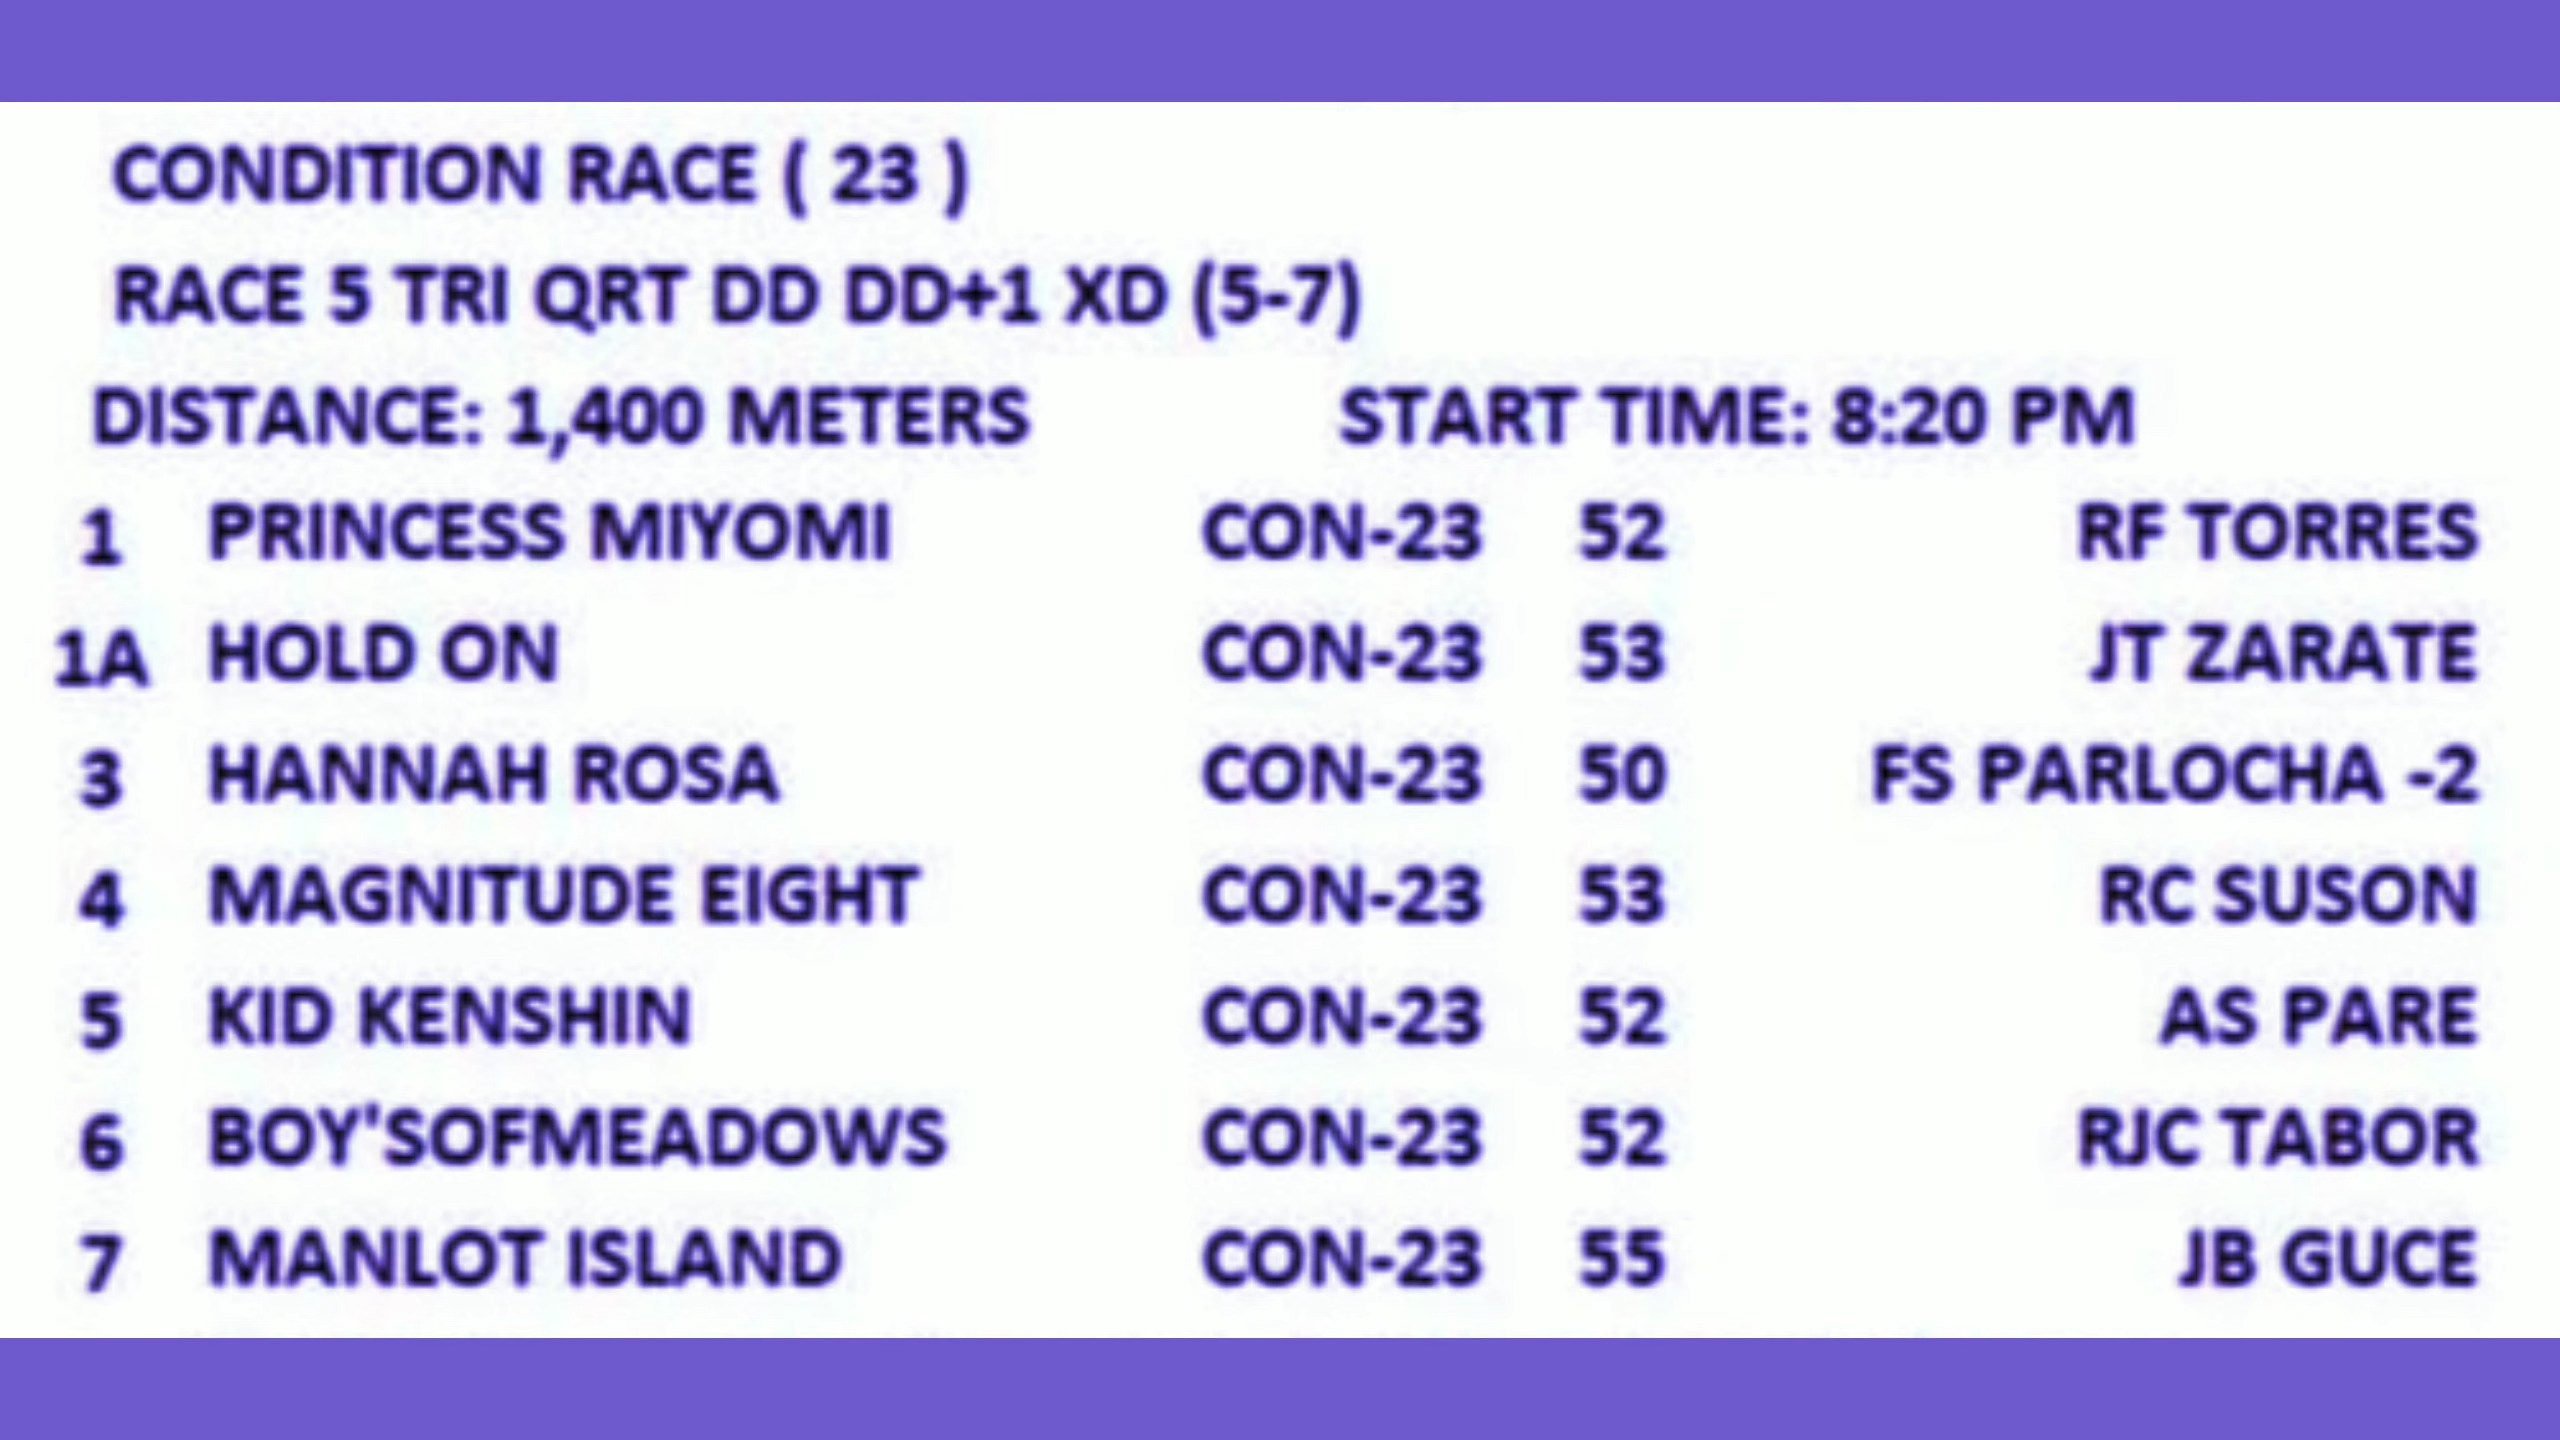 CONDITION RACE ( 23 )
RACE 5 TRI QRT DD DD+1 XD (5-7)
DISTANCE: 1,400 METERS START TIME: 8:20 PM
1 PRINCESS MIYOMI CON-23 52 RF TORRES
1A HOLD ON CON-23 53 JT ZARATE
3 HANNAH ROSA CON-23 50 FS PARLOCHA -2
4 MAGNITUDE EIGHT CON-23 53 RC SUSON
5 KID KENSHIN CON-23 52 AS PARE
6 BOY'SOFMEADOWS CON-23 52 RJC TABOR
7 MANLOT ISLAND CON-23 55 JB GUCE